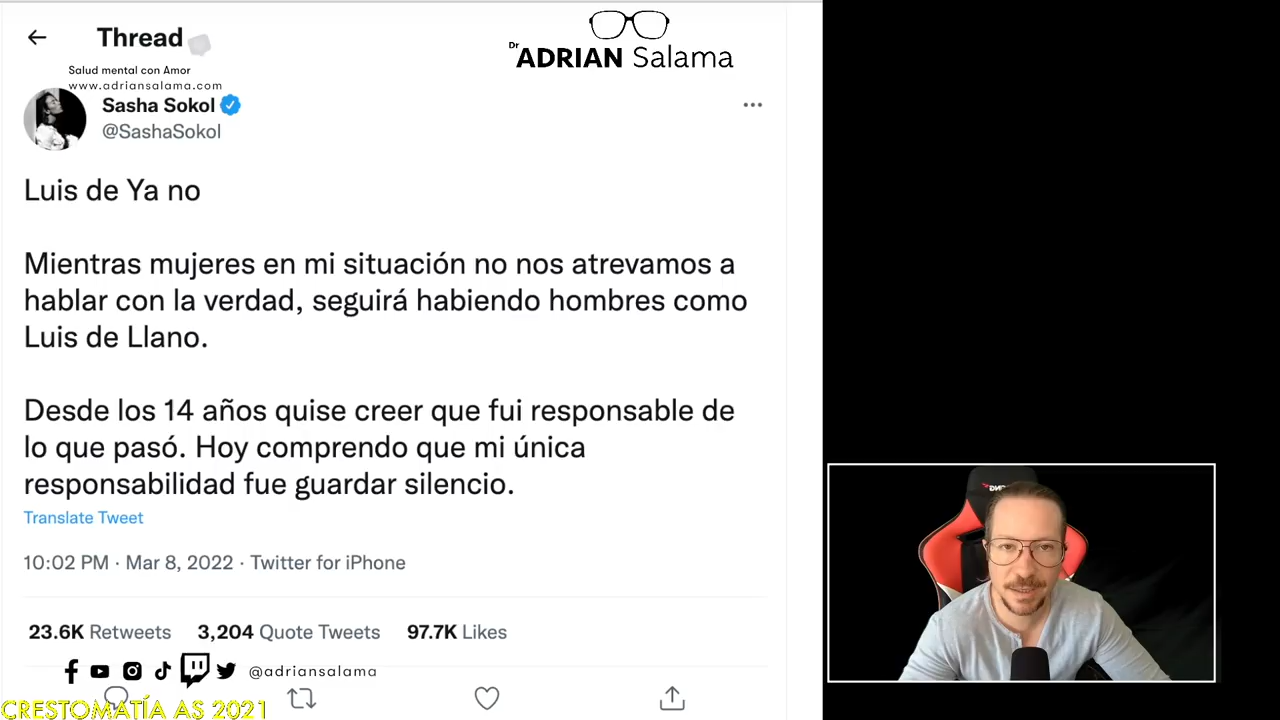 Thread
Dr ADRIAN Salama
Salud mental con Amor
www.adriansalama.com
Sasha Sokol
@SashaSokol
Luis de Ya no
Mientras mujeres en mi situación no nos atrevamos a
hablar con la verdad, seguirá habiendo hombres como
Luis de Llano.
Desde los 14 años quise creer que fui responsable de
lo que pasó. Hoy comprendo que mi única
responsabilidad fue guardar silencio.
Translate Tweet
10:02 PM · Mar 8, 2022 · Twitter for iPhone
23.6K Retweets 3,204 Quote Tweets 97.7K Likes
@adriansalama
CRESTOMATÍA AS 2021